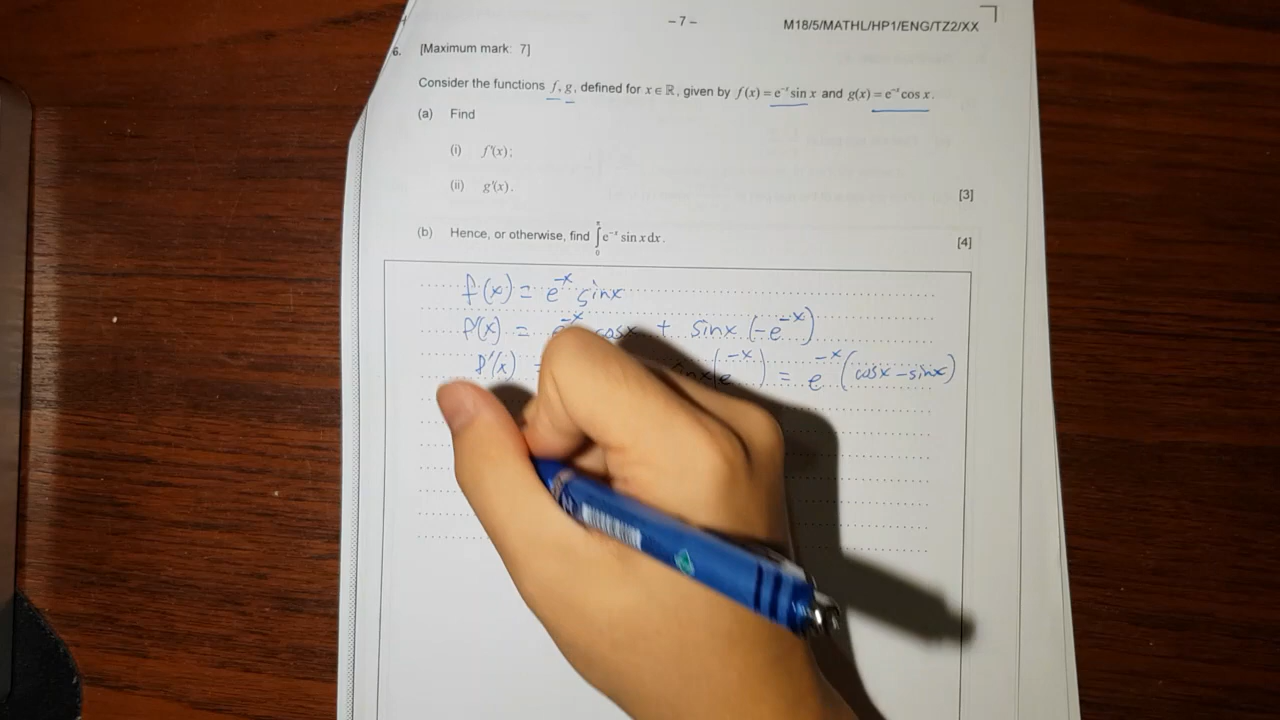 – 7 –
M18/5/MATHL/HP1/ENG/TZ2/XX
6. [Maximum mark: 7]
Consider the functions f, g, defined for x ∈ ℝ, given by f(x) = e⁻ˣ sin x and g(x) = e⁻ˣ cos x.
(a) Find
(i) f′(x);
(ii) g′(x).
[3]
(b) Hence, or otherwise, find ∫₀^π e⁻ˣ sin x dx.
[4]
f(x) = e⁻ˣ sinx
f'(x) = e⁻ˣ cosx + sinx (-e⁻ˣ)
f'(x) = (e⁻ˣ) = e⁻ˣ (cosx - sinx)